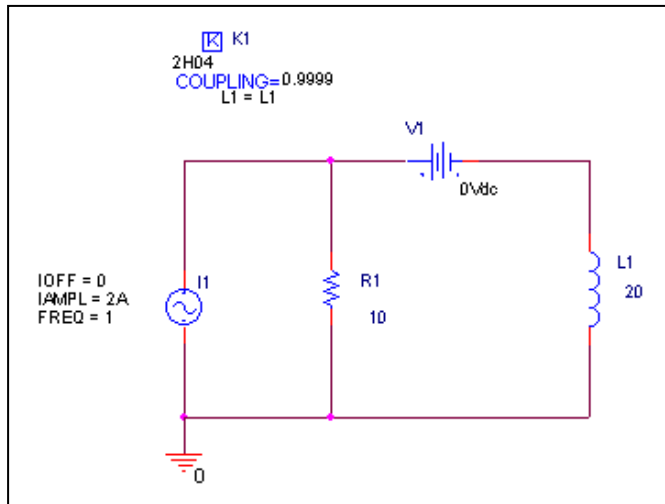 K K1
2H04
COUPLING=0.9999
L1 = L1
V1
0Vdc
IOFF = 0
IAMPL = 2A
FREQ = 1
I1
R1
10
L1
20
0